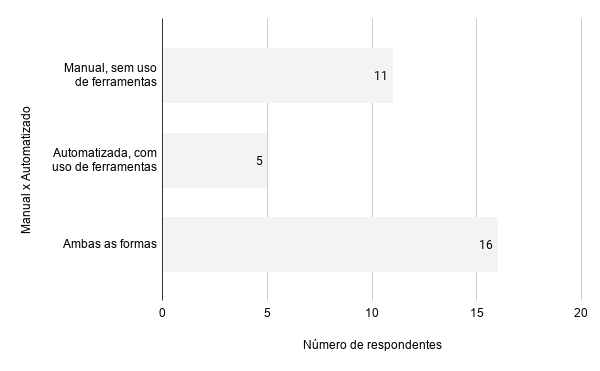 Manual x Automatizado
Manual, sem uso
de ferramentas
11
Automatizada, com
uso de ferramentas
5
Ambas as formas
16
0
5
10
15
20
Número de respondentes